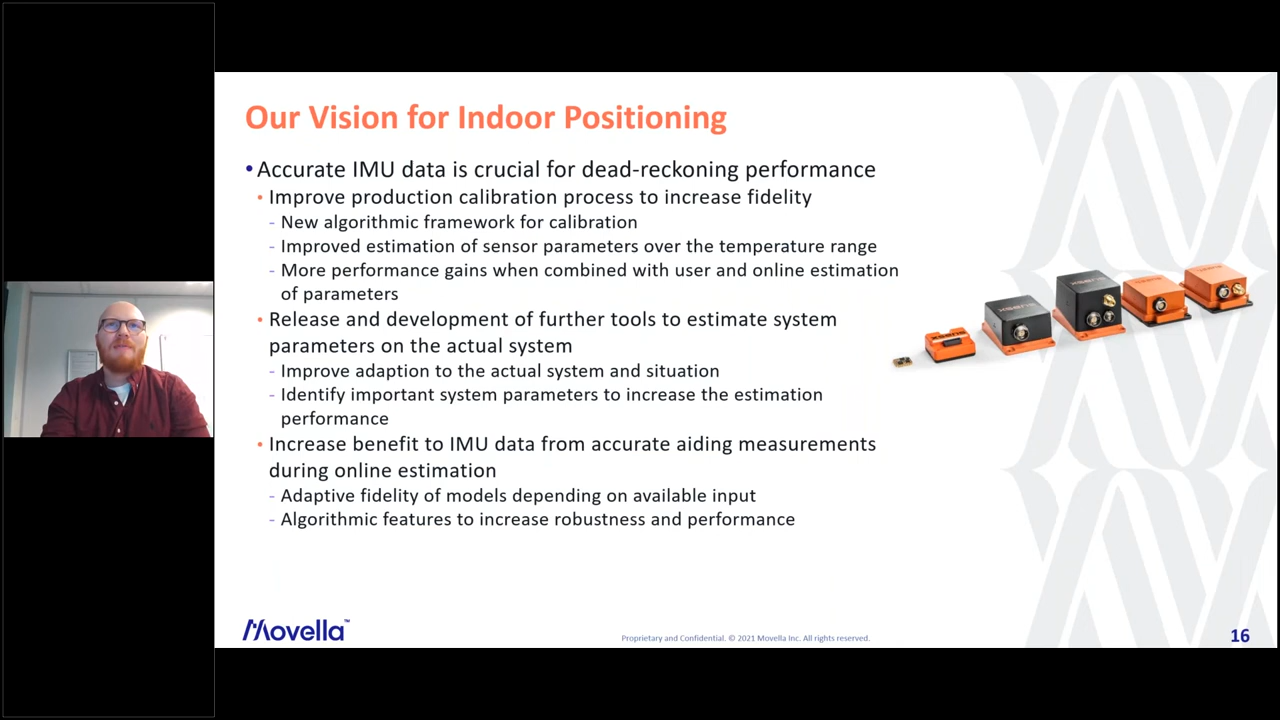 Our Vision for Indoor Positioning
•Accurate IMU data is crucial for dead-reckoning performance
• Improve production calibration process to increase fidelity
- New algorithmic framework for calibration
- Improved estimation of sensor parameters over the temperature range
- More performance gains when combined with user and online estimation
of parameters
• Release and development of further tools to estimate system
parameters on the actual system
- Improve adaption to the actual system and situation
- Identify important system parameters to increase the estimation
performance
• Increase benefit to IMU data from accurate aiding measurements
during online estimation
- Adaptive fidelity of models depending on available input
- Algorithmic features to increase robustness and performance
Movella™
Proprietary and Confidential. © 2021 Movella Inc. All rights reserved.
16